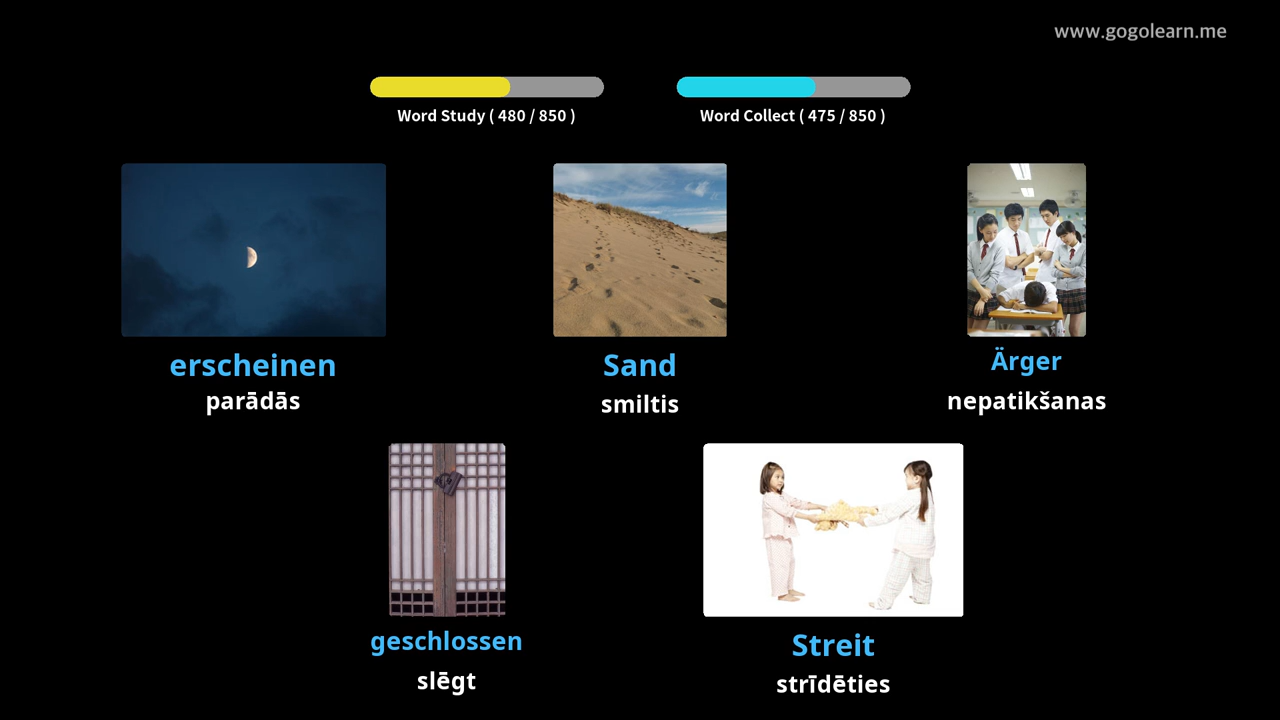 www.gogolearn.me
Word Study ( 480 / 850 )
Word Collect ( 475 / 850 )
erscheinen
parādās
Sand
smiltis
Ärger
nepatikšanas
geschlossen
slēgt
Streit
strīdēties